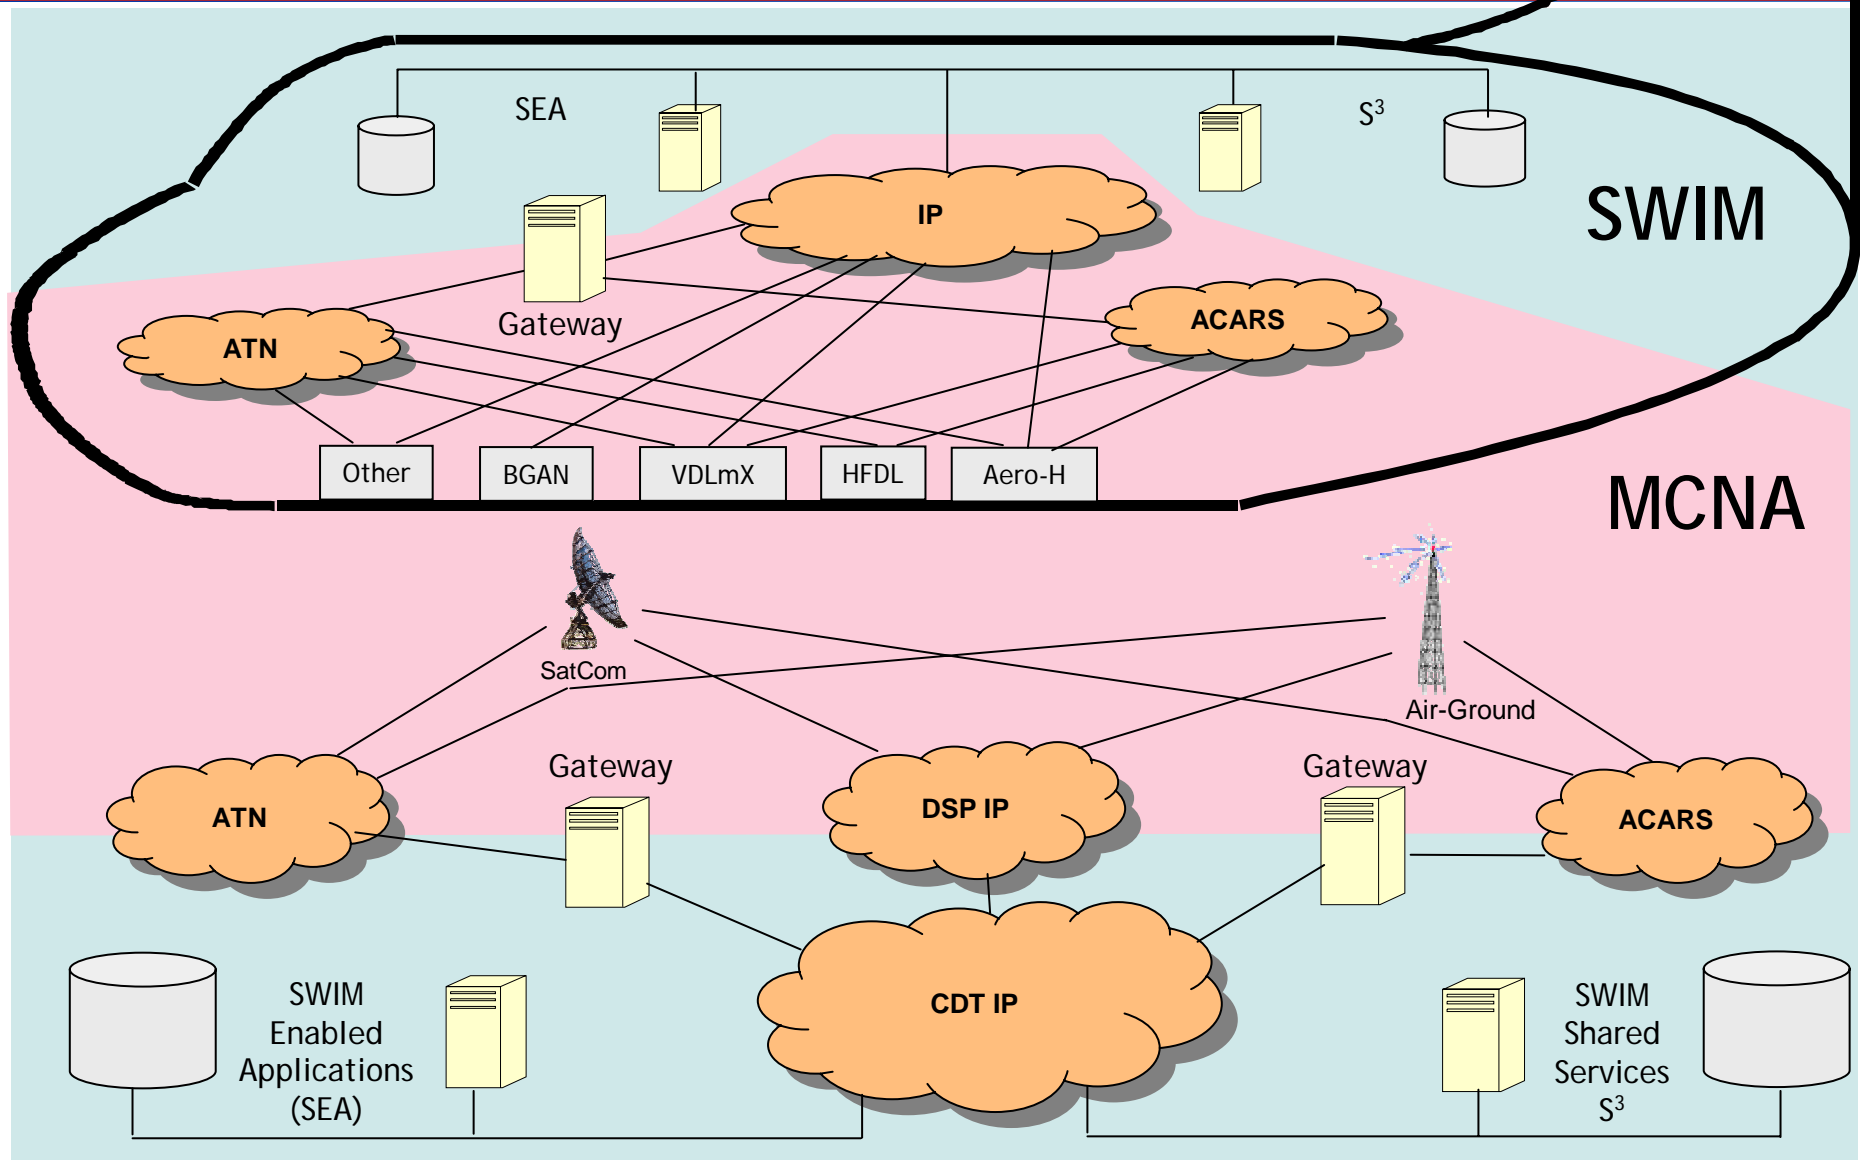 SEA
S³
SWIM
IP
Gateway
ACARS
ATN
Other
BGAN
VDLmX
HFDL
Aero-H
MCNA
SatCom
Air-Ground
Gateway
Gateway
ATN
DSP IP
ACARS
CDT IP
SWIM
Enabled
Applications
(SEA)
SWIM
Shared
Services
S³